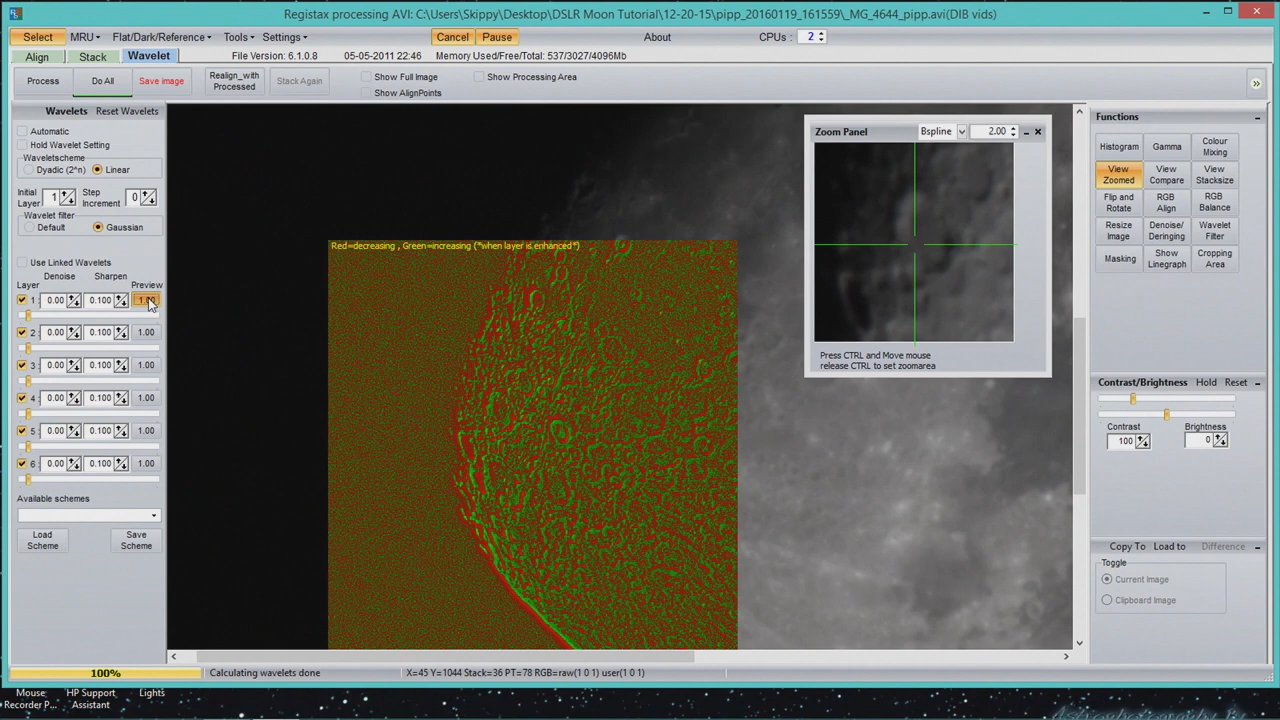 Registax processing AVI: C:\Users\Skippy\Desktop\DSLR Moon Tutorial\12-20-15\pipp_20160119_161559\_MG_4644_pipp.avi(DIB vids)
Select MRU Flat/Dark/Reference Tools Settings Cancel Pause About CPUs : 2
Align Stack Wavelet File Version: 6.1.0.8 05-05-2011 22:46 Memory Used/Free/Total: 537/3027/4096Mb
Process Do All Save image Realign_with Processed Stack Again Show Full Image Show Processing Area
Show AlignPoints
Wavelets Reset Wavelets
Automatic
Hold Wavelet Setting
Waveletscheme
Dyadic (2^n) Linear
Initial Layer 1 Step Increment 0
Wavelet filter
Default Gaussian
Use Linked Wavelets
Denoise Sharpen
Layer Preview
1 : 0.00 0.100 1.00
2 : 0.00 0.100 1.00
3 : 0.00 0.100 1.00
4 : 0.00 0.100 1.00
5 : 0.00 0.100 1.00
6 : 0.00 0.100 1.00
Available schemes
Load Scheme Save Scheme
Red=decreasing , Green=increasing (*when layer is enhanced*)
Zoom Panel Bspline 2.00
Press CTRL and Move mouse
release CTRL to set zoomarea
Functions
Histogram Gamma Colour Mixing
View Zoomed View Compare View Stacksize
Flip and Rotate RGB Align RGB Balance
Resize Image Denoise/ Deringing Wavelet Filter
Masking Show Linegraph Cropping Area
Contrast/Brightness Hold Reset
Contrast Brightness
100 0
Copy To Load to Difference
Toggle
Current Image
Clipboard Image
100% Calculating wavelets done X=45 Y=1044 Stack=36 PT=78 RGB=raw(1 0 1) user(1 0 1)
Mouse HP Support Lights
Recorder P... Assistant